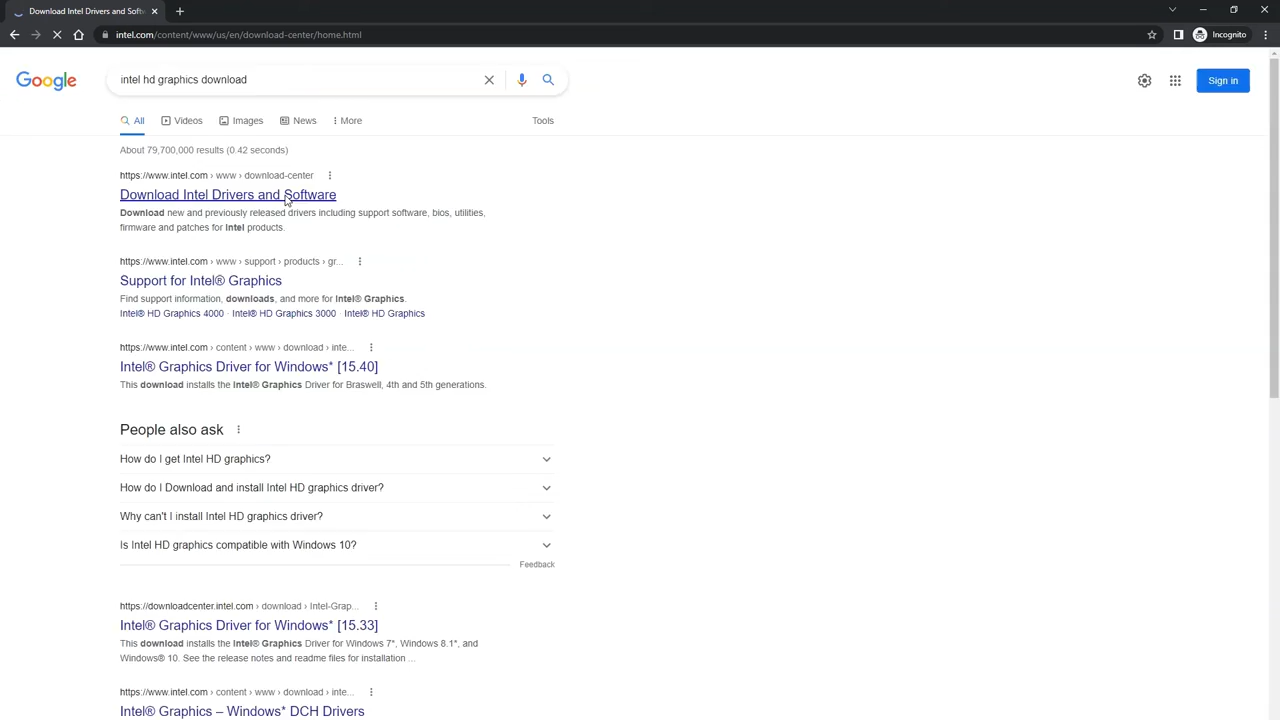 Download Intel Drivers and Softw
intel.com/content/www/us/en/download-center/home.html
Incognito
Google
intel hd graphics download
Sign in
All
Videos
Images
News
More
Tools
About 79,700,000 results (0.42 seconds)
https://www.intel.com › www › download-center
Download Intel Drivers and Software
Download new and previously released drivers including support software, bios, utilities,
firmware and patches for Intel products.
https://www.intel.com › www › support › products › gr...
Support for Intel® Graphics
Find support information, downloads, and more for Intel® Graphics.
Intel® HD Graphics 4000 · Intel® HD Graphics 3000 · Intel® HD Graphics
https://www.intel.com › content › www › download › inte...
Intel® Graphics Driver for Windows* [15.40]
This download installs the Intel® Graphics Driver for Braswell, 4th and 5th generations.
People also ask
How do I get Intel HD graphics?
How do I Download and install Intel HD graphics driver?
Why can't I install Intel HD graphics driver?
Is Intel HD graphics compatible with Windows 10?
Feedback
https://downloadcenter.intel.com › download › Intel-Grap...
Intel® Graphics Driver for Windows* [15.33]
This download installs the Intel® Graphics Driver for Windows 7*, Windows 8.1*, and
Windows® 10. See the release notes and readme files for installation ...
https://www.intel.com › content › www › download › inte...
Intel® Graphics – Windows* DCH Drivers